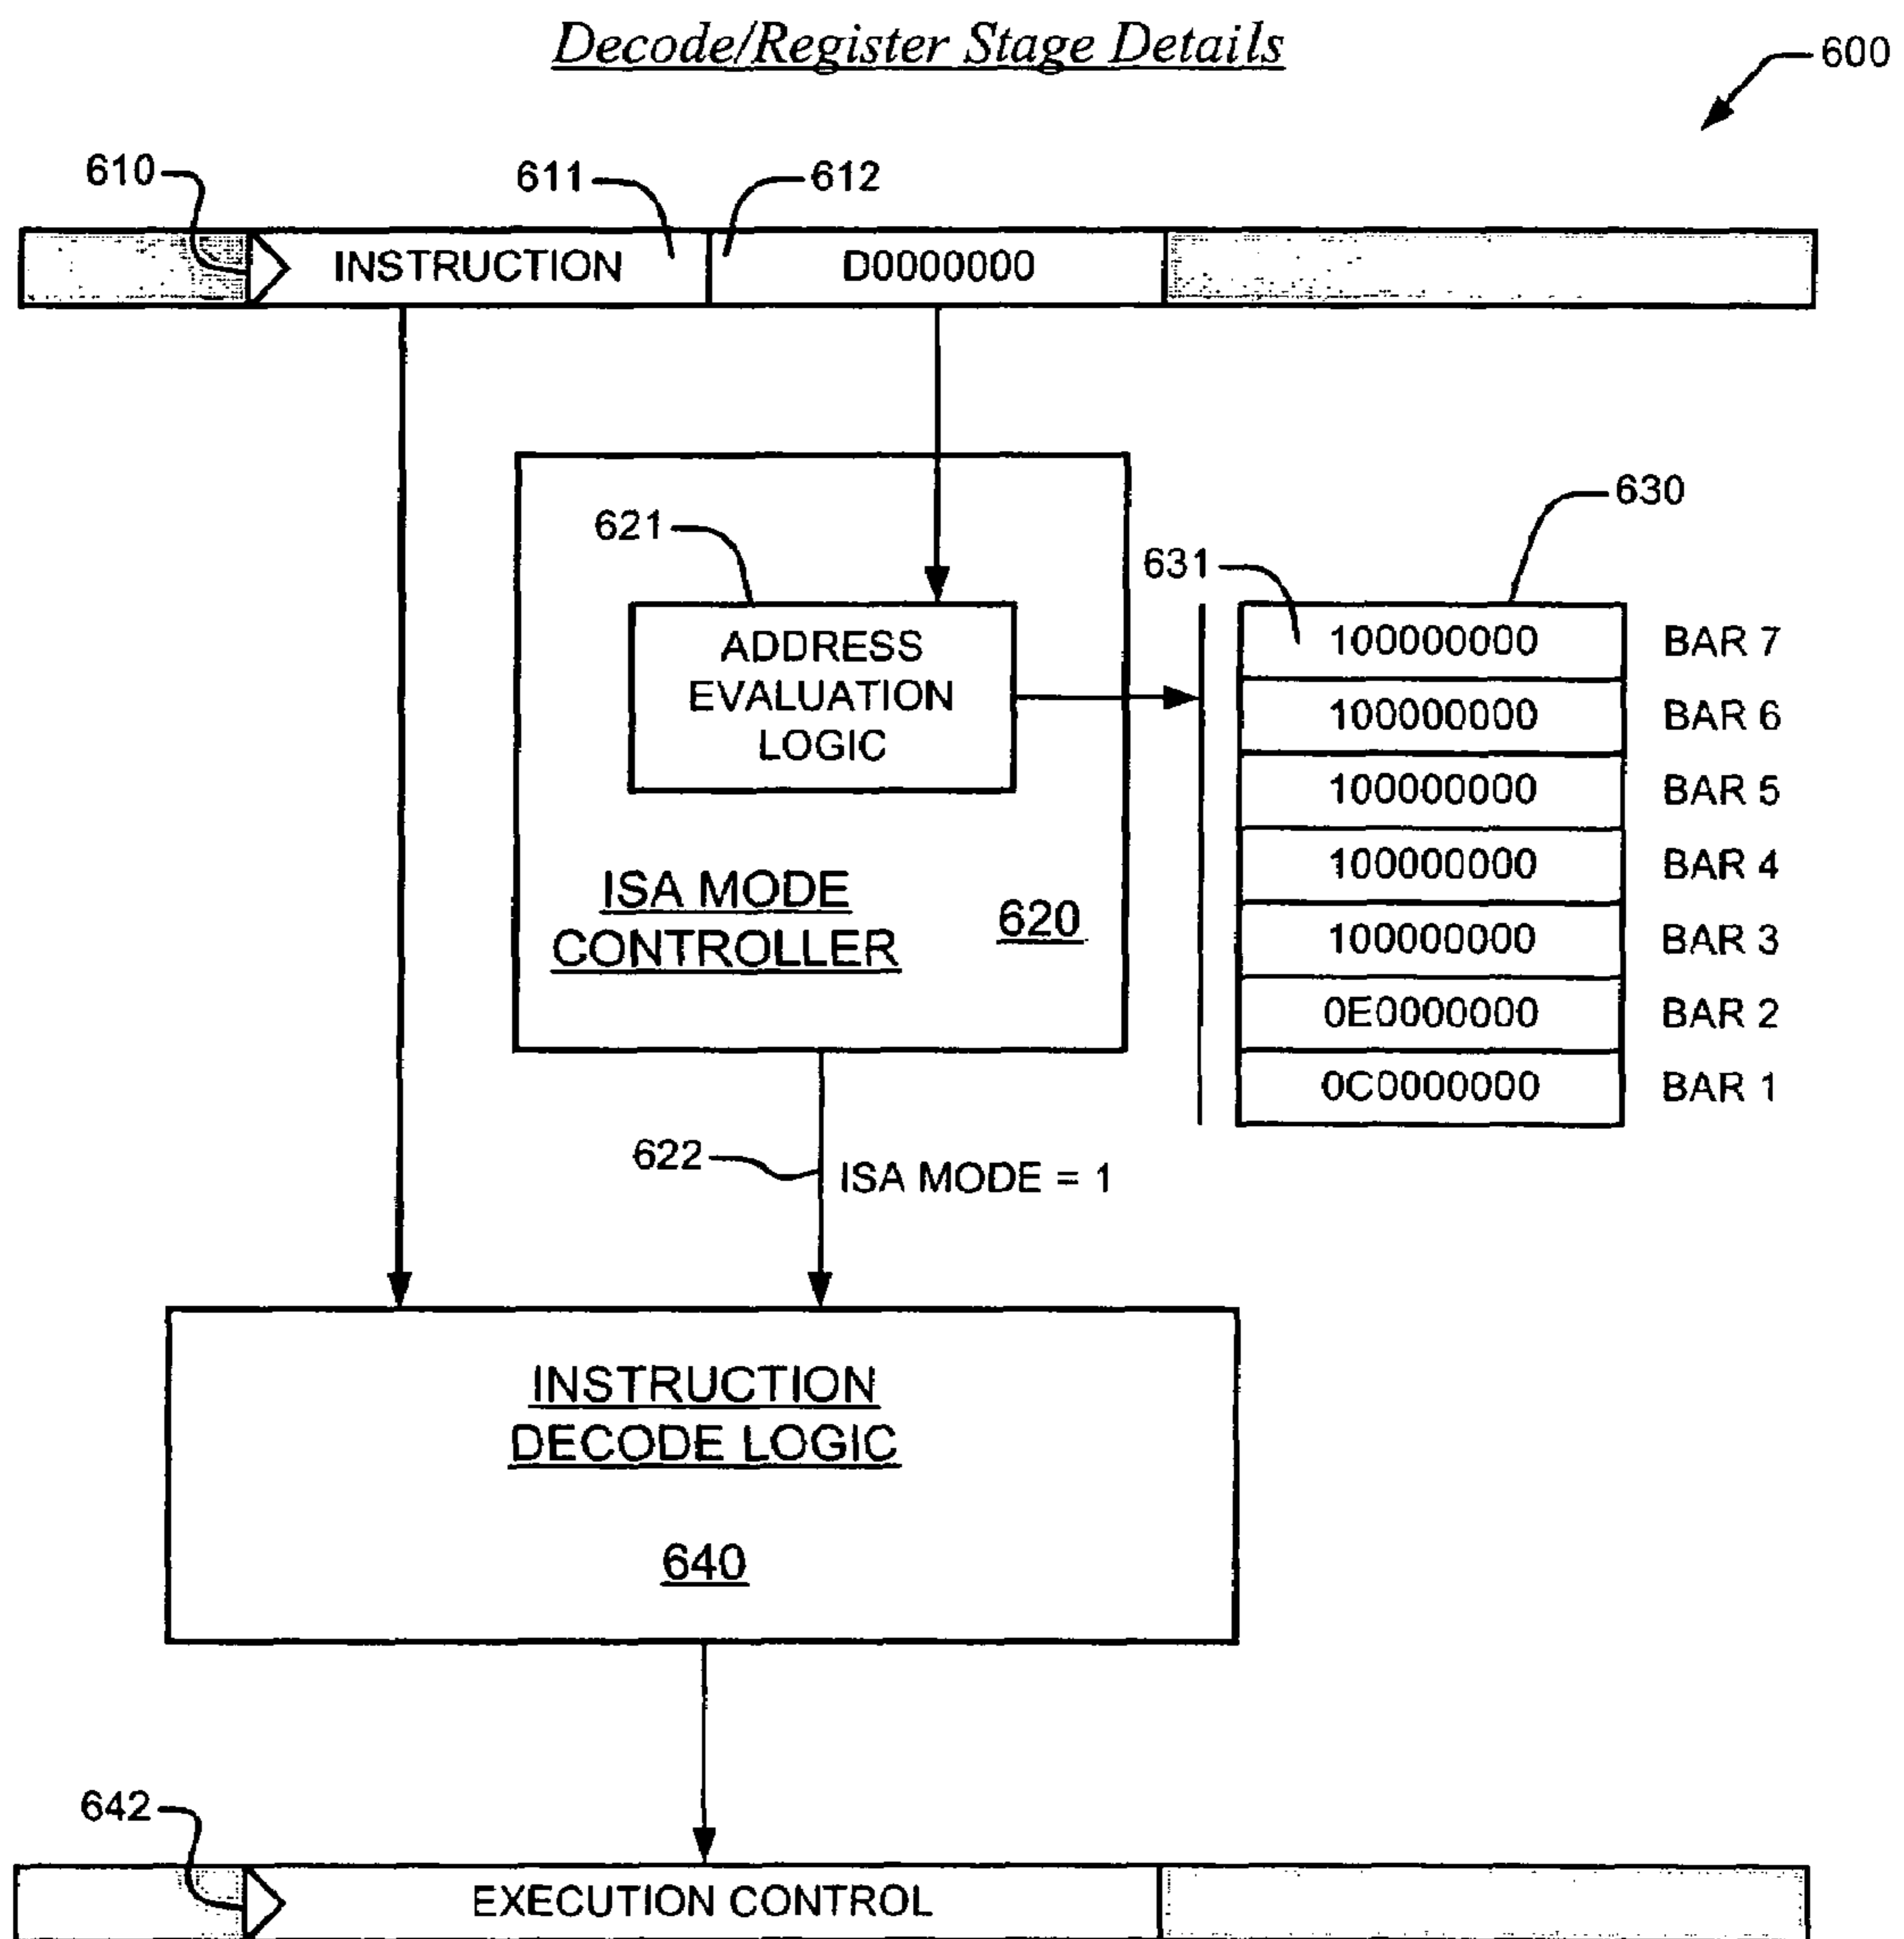 Decode/Register Stage Details
600
610
611
612
INSTRUCTION
D0000000
630
621
631
ADDRESS
EVALUATION
LOGIC
100000000 BAR 7
100000000 BAR 6
100000000 BAR 5
100000000 BAR 4
100000000 BAR 3
0E0000000 BAR 2
0C0000000 BAR 1
ISA MODE
CONTROLLER
620
622
ISA MODE = 1
INSTRUCTION
DECODE LOGIC
640
642
EXECUTION CONTROL